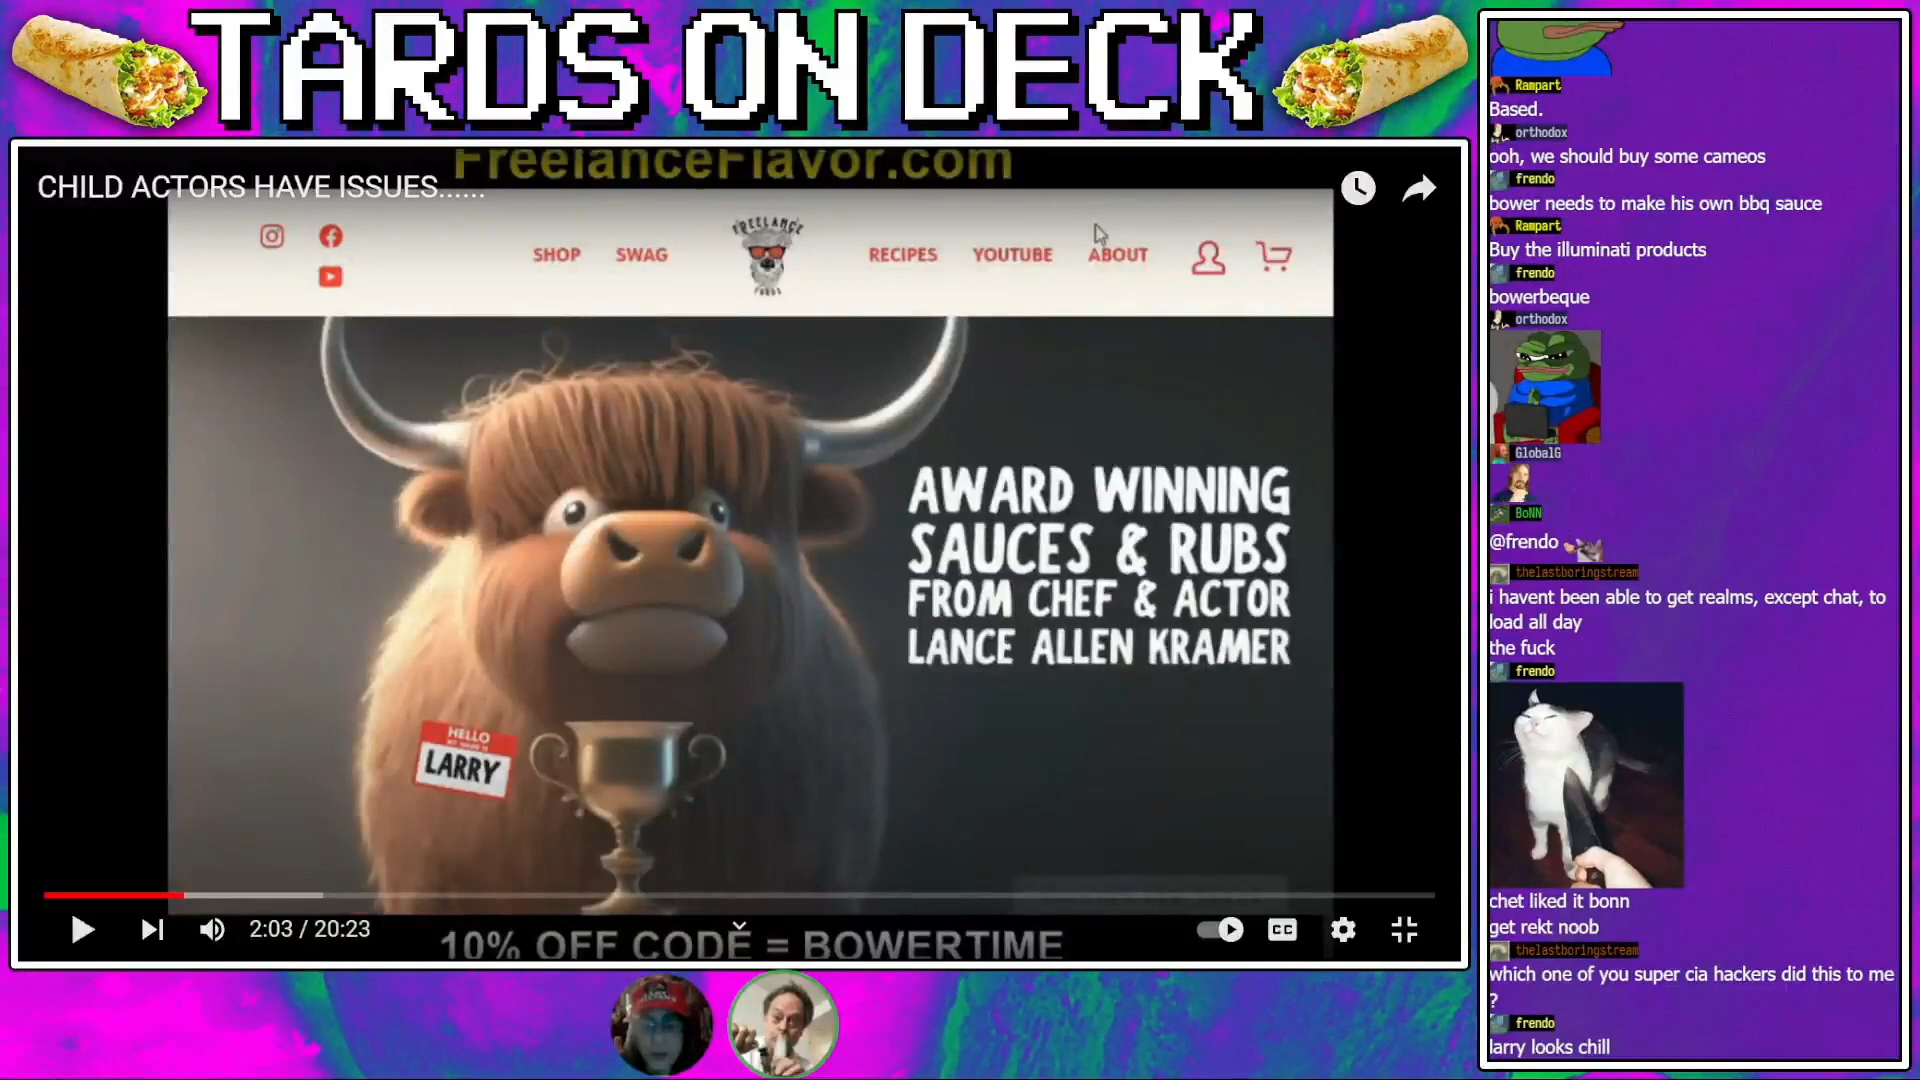 TARDS ON DECK
FreelanceFlavor.com
CHILD ACTORS HAVE ISSUES......
SHOP
SWAG
FREELANCE
FOODS
RECIPES
YOUTUBE
ABOUT
AWARD WINNING
SAUCES & RUBS
FROM CHEF & ACTOR
LANCE ALLEN KRAMER
HELLO
LARRY
2:03 / 20:23
CC
10% OFF CODE = BOWERTIME
Rampart
Based.
orthodox
ooh, we should buy some cameos
frendo
bower needs to make his own bbq sauce
Rampart
Buy the illuminati products
frendo
bowerbeque
orthodox
GlobalG
BoNN
@frendo
thelastboringstream
i havent been able to get realms, except chat, to
load all day
the fuck
frendo
chet liked it bonn
get rekt noob
thelastboringstream
which one of you super cia hackers did this to me
?
frendo
larry looks chill